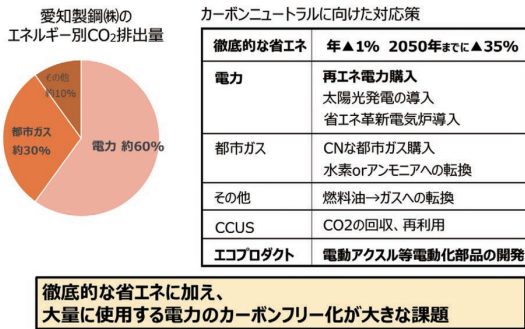 愛知製鋼㈱の
エネルギー別CO₂排出量
その他
約10%
都市ガス
約30%
電力 約60%
カーボンニュートラルに向けた対応策
徹底的な省エネ 年▲1% 2050年までに▲35%
電力 再エネ電力購入
太陽光発電の導入
省エネ革新電気炉導入
都市ガス CNな都市ガス購入
水素orアンモニアへの転換
その他 燃料油→ガスへの転換
CCUS CO2の回収、再利用
エコプロダクト 電動アクスル等電動化部品の開発
徹底的な省エネに加え、
大量に使用する電力のカーボンフリー化が大きな課題